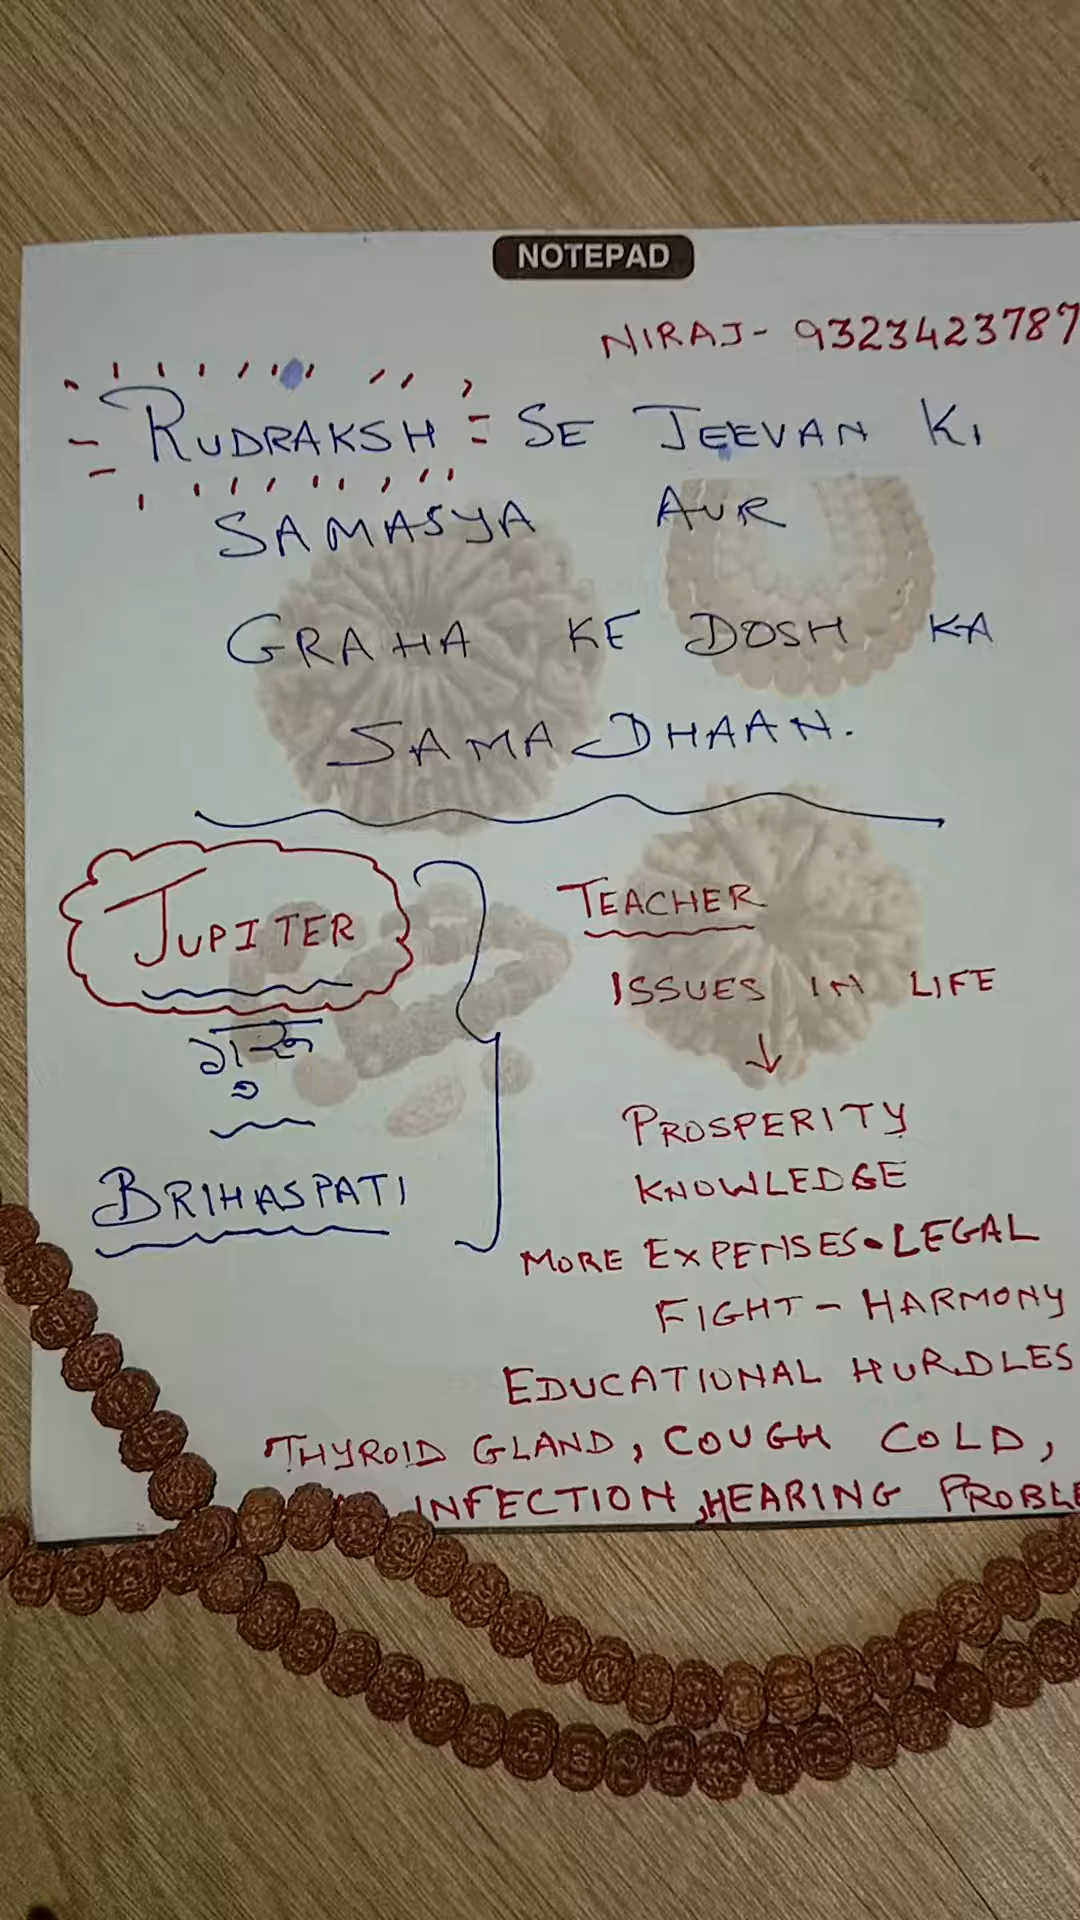 NOTEPAD
NIRAJ - 9323423787
RUDRAKSH SE JEEVAN KI
SAMASYA AUR
GRAHA KE DOSH KA
SAMADHAAN.
JUPITER
गुरु
BRIHASPATI
TEACHER
ISSUES IN LIFE
PROSPERITY
KNOWLEDGE
MORE EXPENSES. LEGAL
FIGHT - HARMONY
EDUCATIONAL HURDLES
THYROID GLAND, COUGH COLD,
INFECTION, HEARING PROBLE